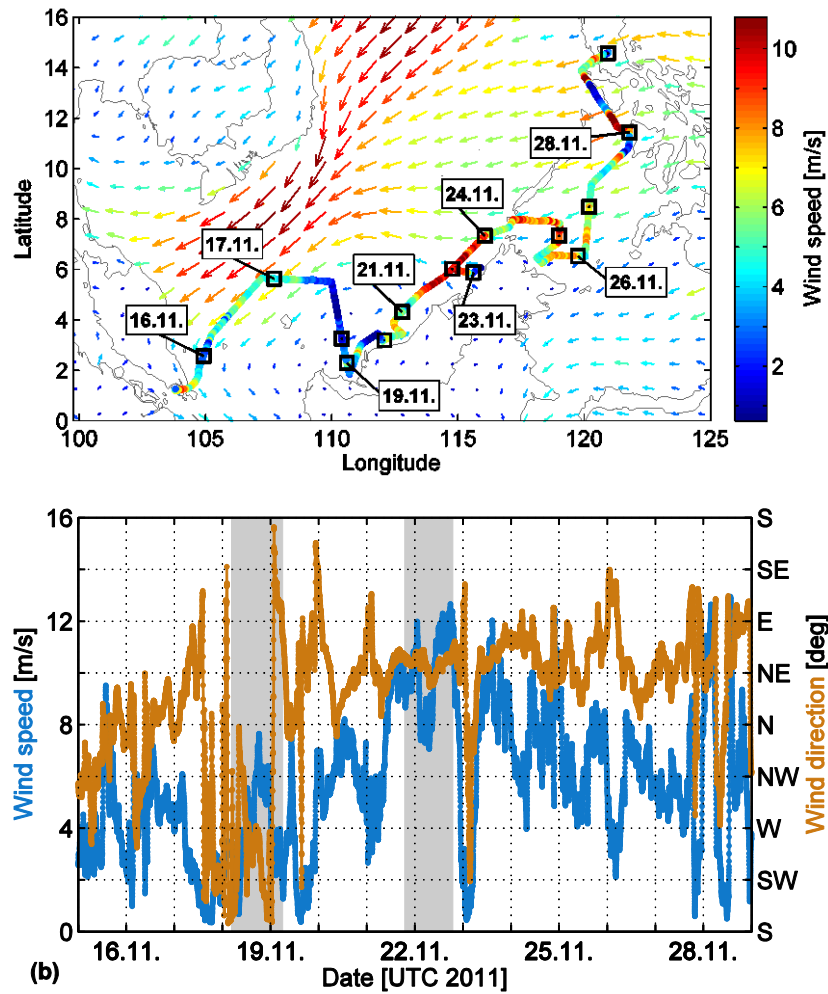 16
14
12
10
8
6
4
2
0
Latitude
100 105 110 115 120 125
Longitude
28.11.
24.11.
17.11.
21.11.
16.11.
23.11.
26.11.
19.11.
10
8
6
4
2
Wind speed [m/s]
16
12
8
4
0
Wind speed [m/s]
S
SE
E
NE
N
NW
W
SW
S
Wind direction [deg]
16.11. 19.11. 22.11. 25.11. 28.11.
(b) Date [UTC 2011]